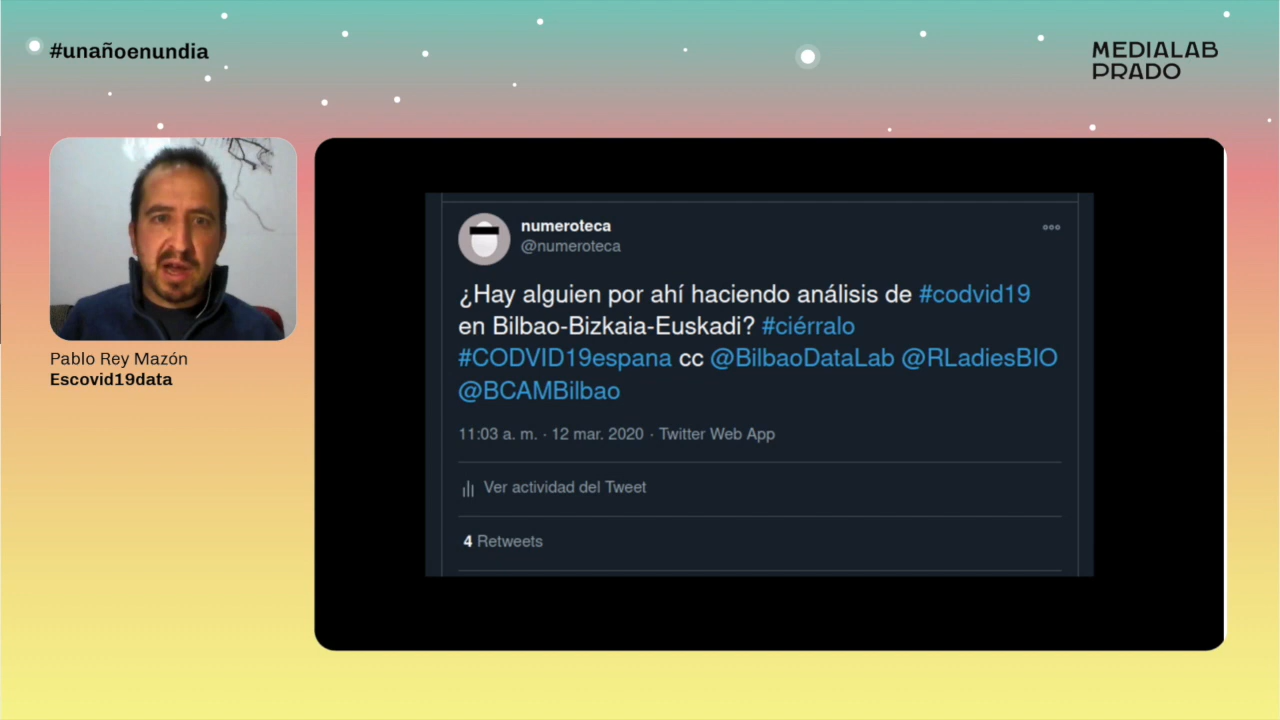 #unañoenundia
MEDIALAB
PRADO
Pablo Rey Mazón
Escovid19data
numeroteca
@numeroteca
¿Hay alguien por ahí haciendo análisis de #codvid19
en Bilbao-Bizkaia-Euskadi? #ciérralo
#CODVID19espana cc @BilbaoDataLab @RLadiesBIO
@BCAMBilbao
11:03 a. m. · 12 mar. 2020 · Twitter Web App
Ver actividad del Tweet
4 Retweets